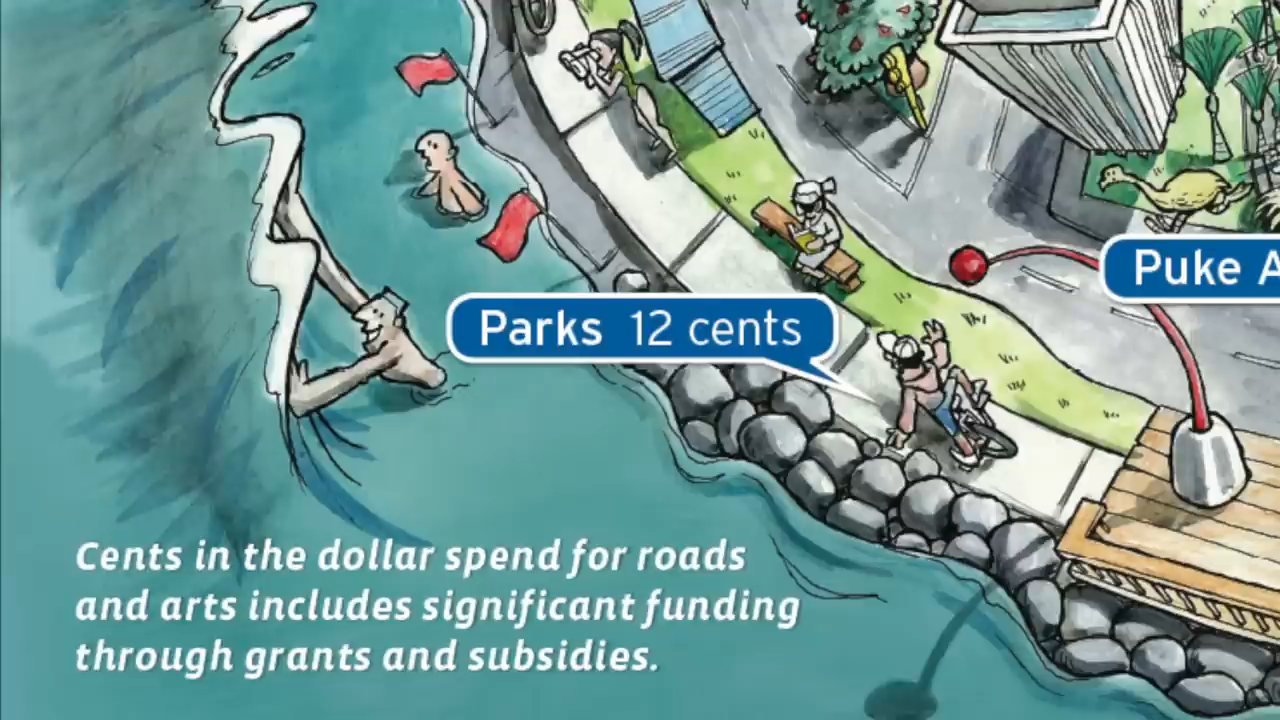 Puke A
Parks 12 cents
Cents in the dollar spend for roads
and arts includes significant funding
through grants and subsidies.